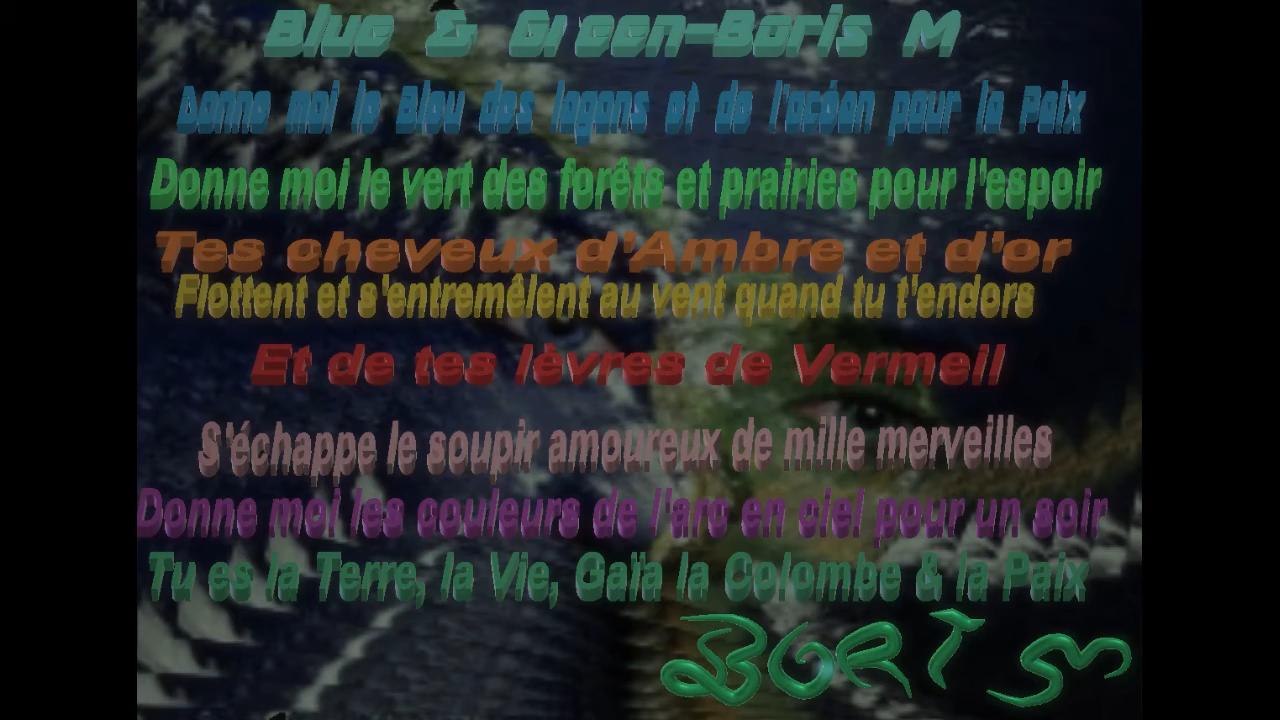 Blue & Green-Boris M
Donne moi le Bleu des lagons et de l'océan pour la Paix
Donne moi le vert des forêts et prairies pour l'espoir
Tes cheveux d'Ambre et d'or
Flottent et s'entremêlent au vent quand tu t'endors
Et de tes lèvres de Vermeil
S'échappe le soupir amoureux de mille merveilles
Donne moi les couleurs de l'arc en ciel pour un soir
Tu es la Terre, la Vie, Gaïa la Colombe & la Paix
BORIS M